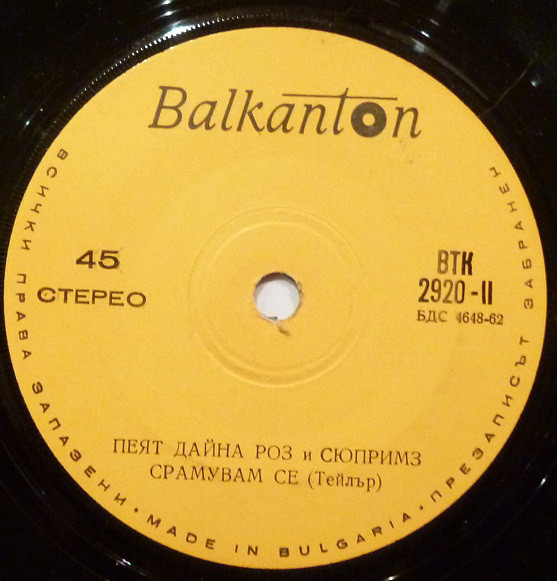 Balkanton
45
СТЕРЕО
ВТК
2920-II
БДС 4648-62
ПЕЯТ ДАЙНА РОЗ и СЮПРИМЗ
СРАМУВАМ СЕ (Тейлър)
ВСИЧКИ ПРАВА ЗАПАЗЕНИ · MADE IN BULGARIA · ПРЕЗАПИСЪТ ЗАБРАНЕН